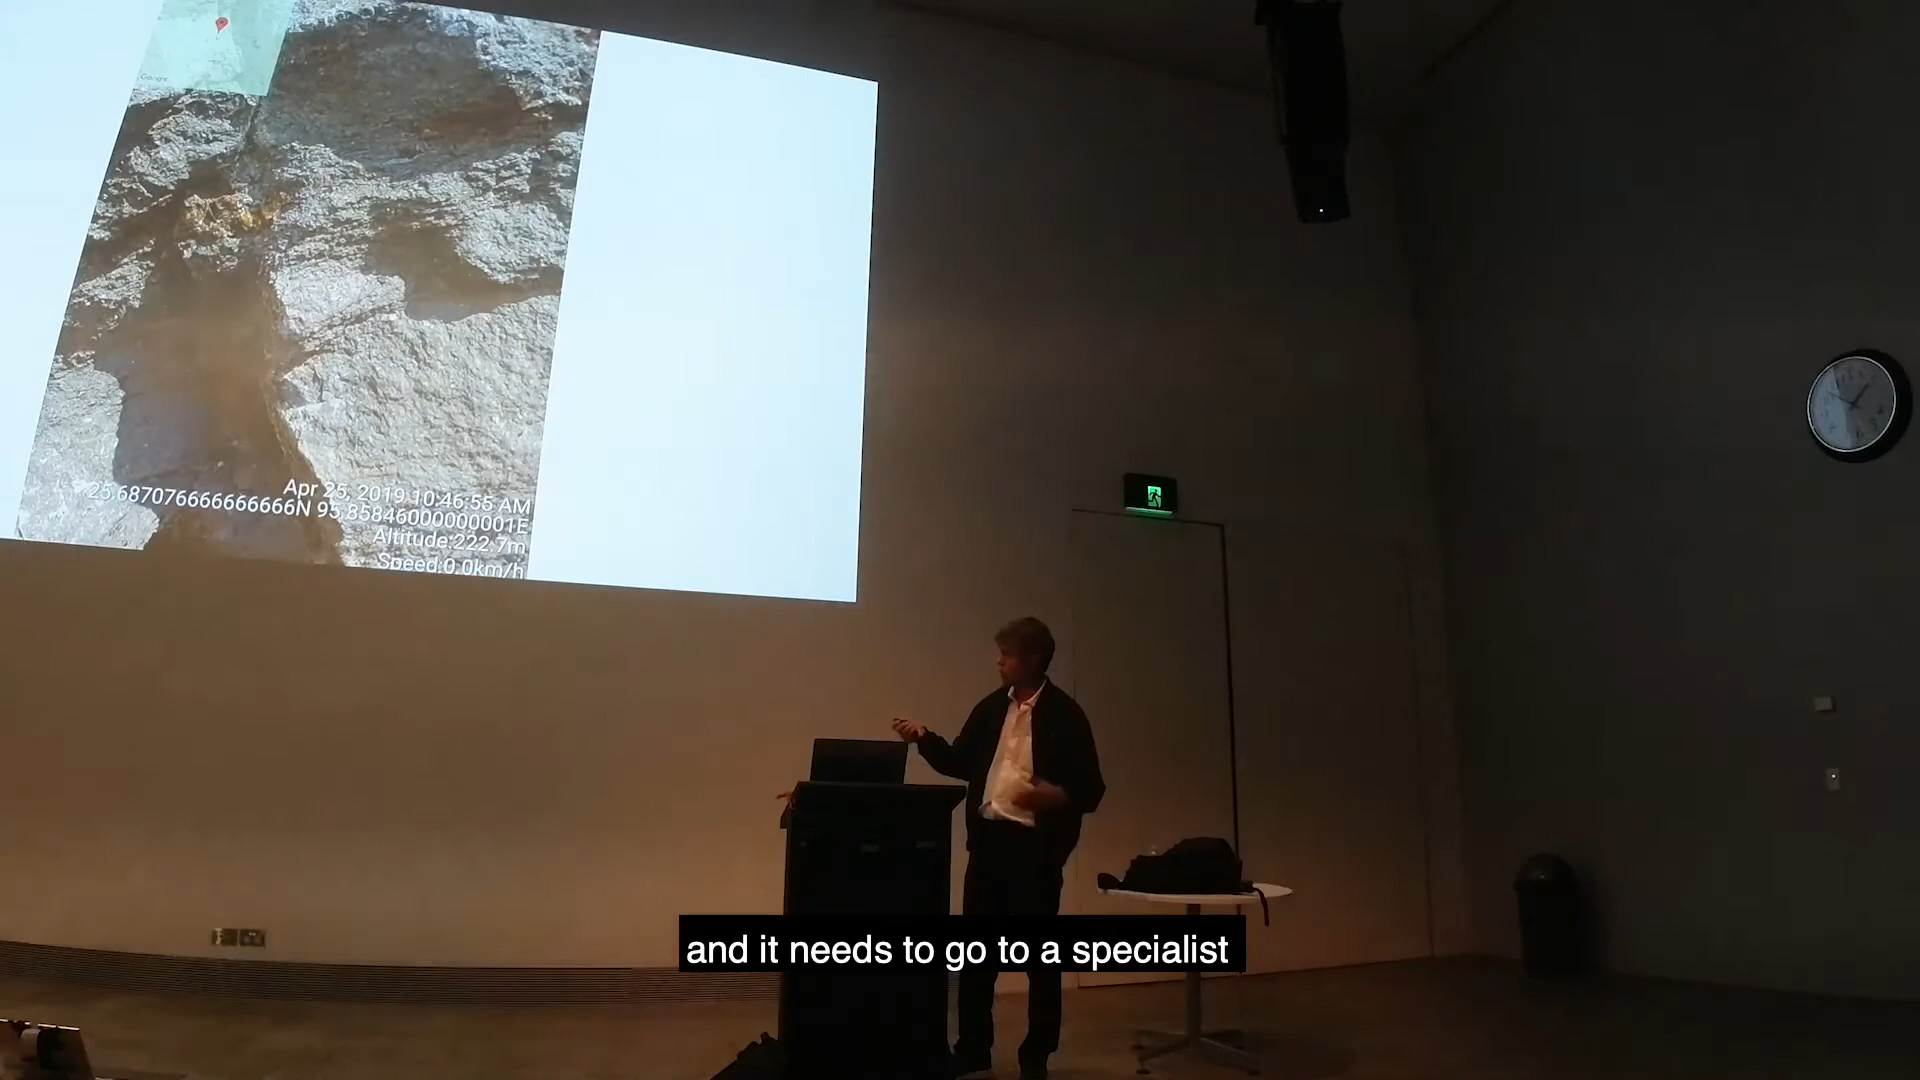 Google
Apr 25, 2019 10:46:55 AM
25.687076666666666N 95.85846000000001E
Altitude:222.7m
Speed:0.0km/h
and it needs to go to a specialist